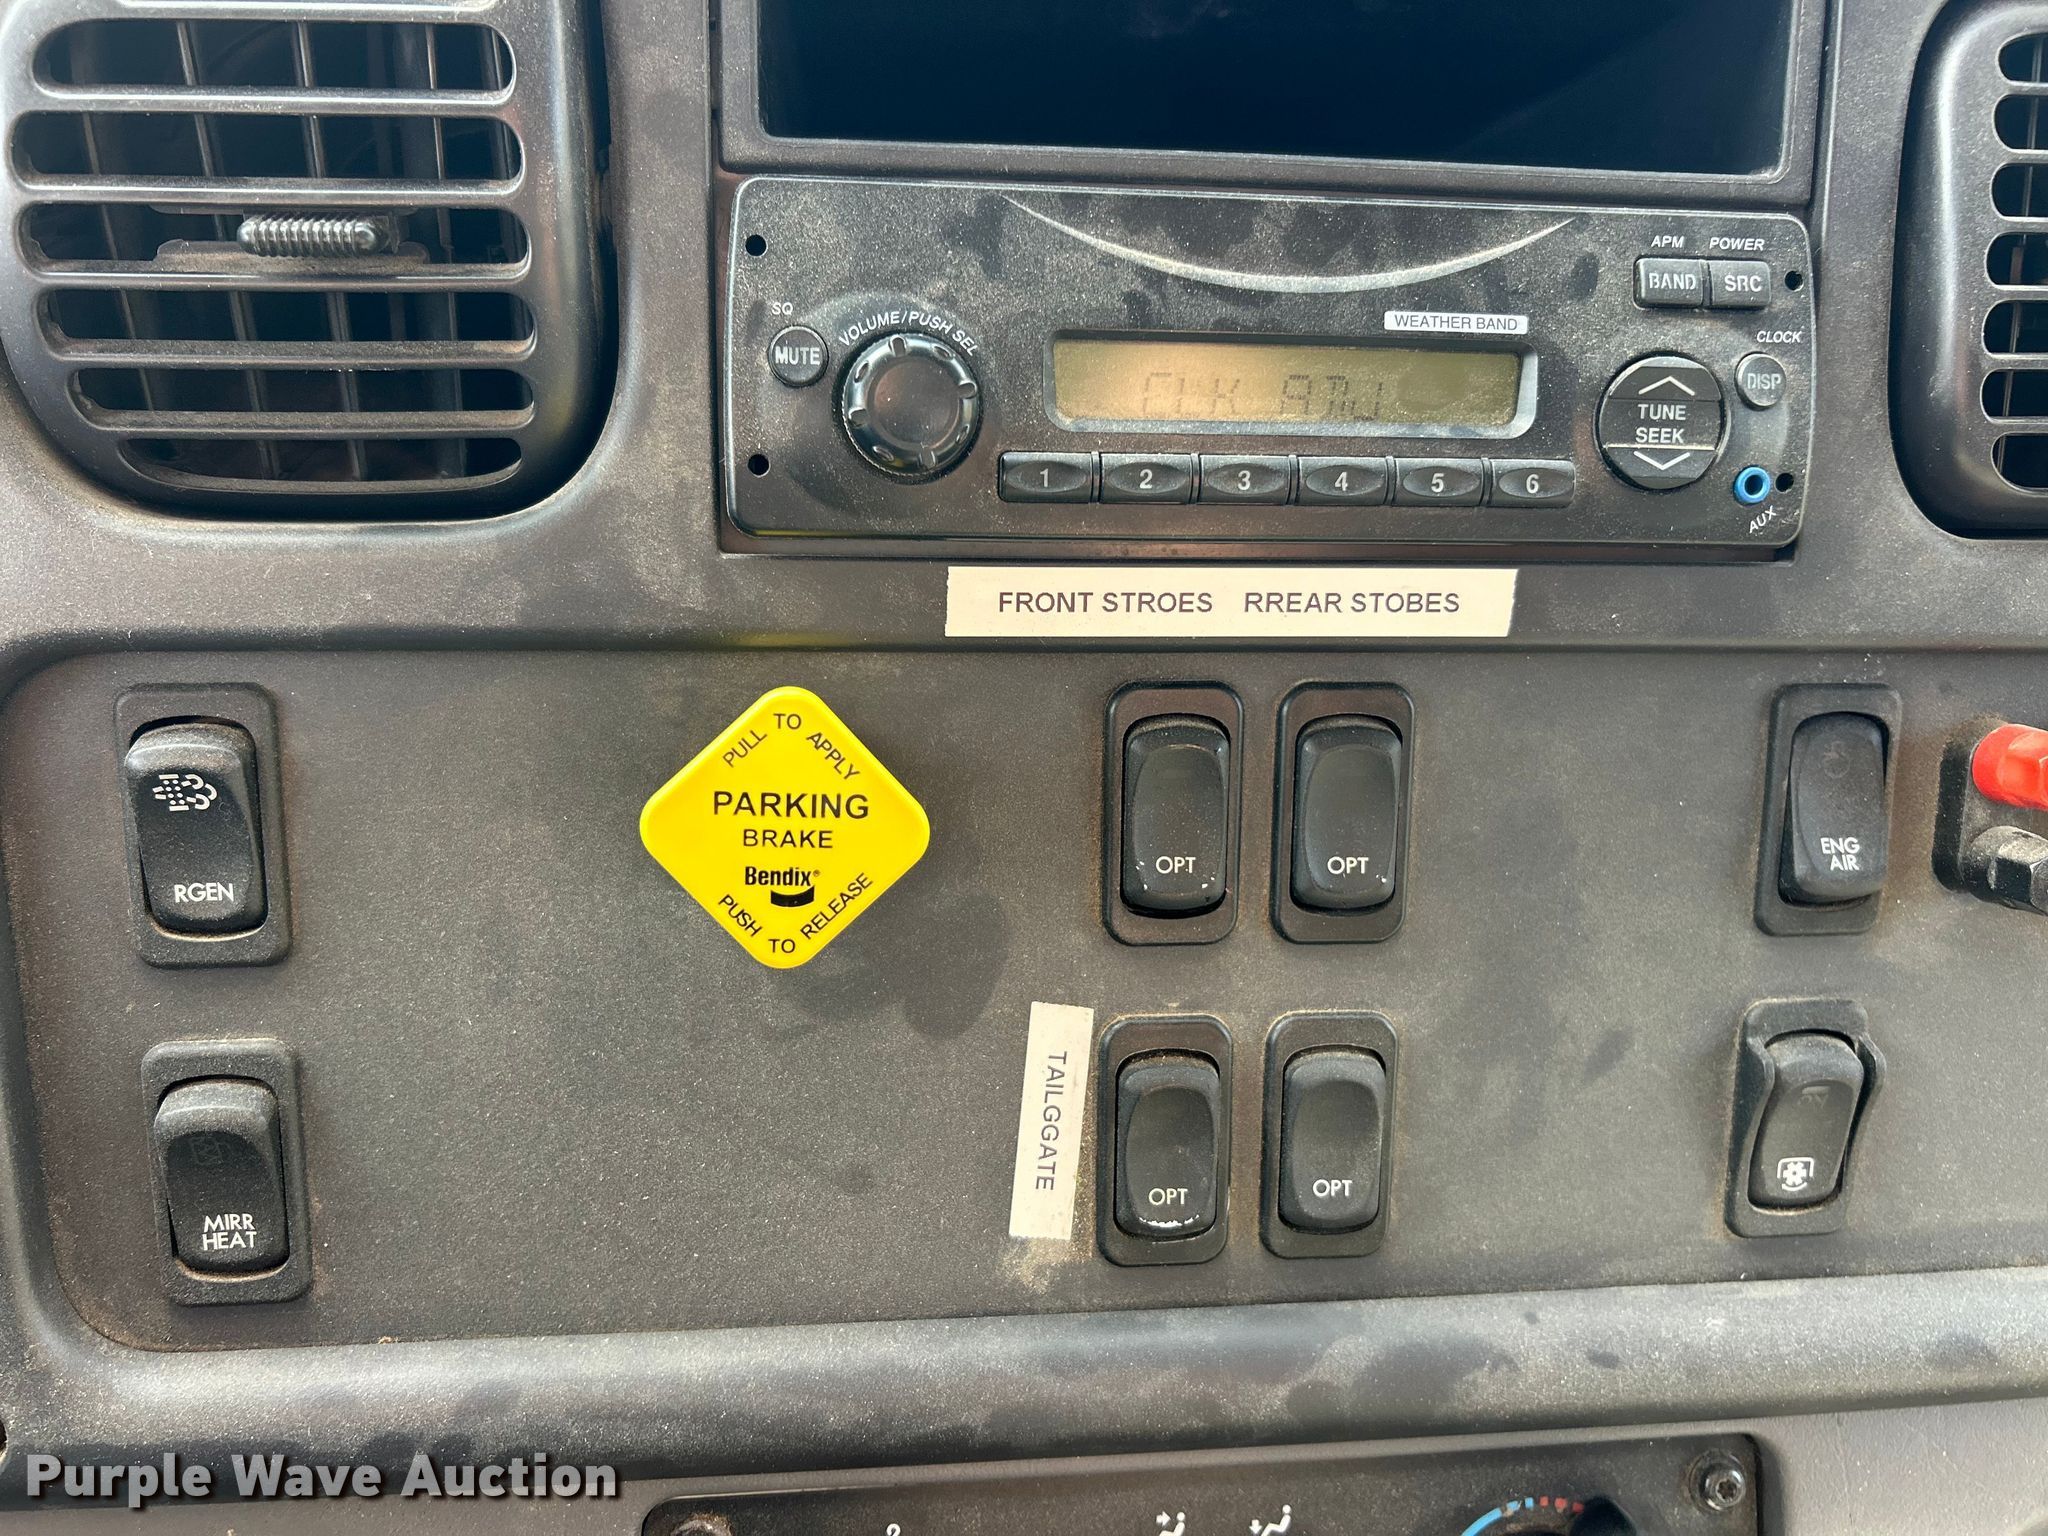 APM POWER
BAND SRC
SQ
MUTE
VOLUME/PUSH SEL
WEATHER BAND
CLOCK
DISP
CLK ADJ
TUNE
SEEK
1 2 3 4 5 6
AUX
FRONT STROES RREAR STOBES
RGEN
PULL TO APPLY
PARKING
BRAKE
Bendix®
PUSH TO RELEASE
OPT
OPT
ENG
AIR
MIRR
HEAT
TAILGGATE
OPT
OPT
Purple Wave Auction